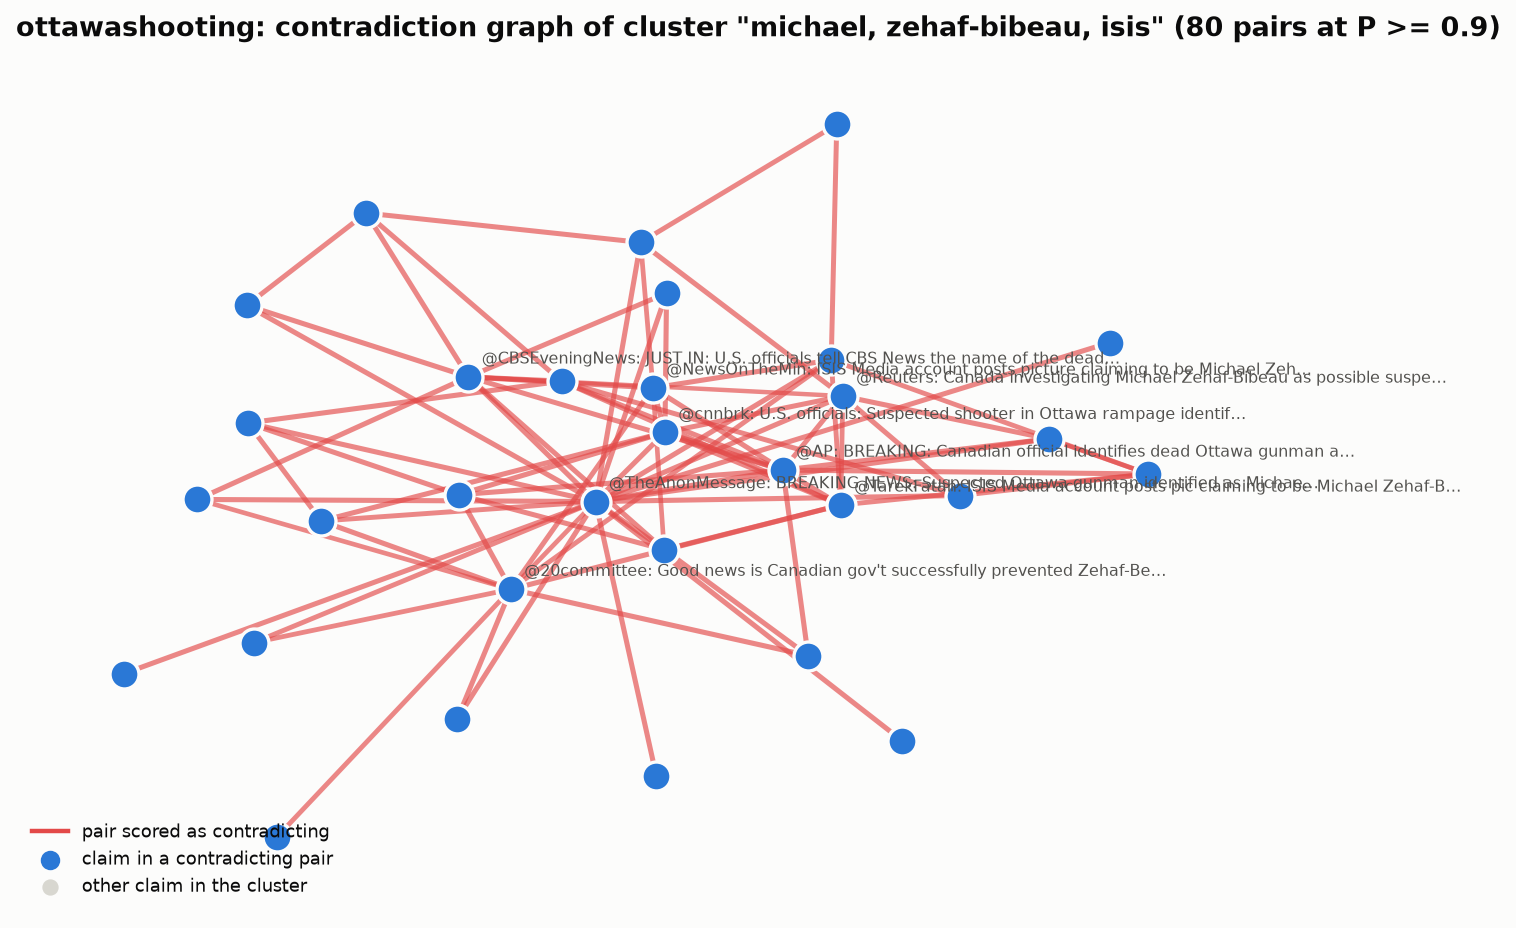 ottawashooting: contradiction graph of cluster "michael, zehaf-bibeau, isis" (80 pairs at P >= 0.9)
@CBSEveningNews: JUST IN: U.S. officials tell CBS News the name of the dead...
@NewsOnTheMin: ISIS Media account posts picture claiming to be Michael Zeh...
@Reuters: Canada investigating Michael Zehaf-Bibeau as possible suspe...
@cnnbrk: U.S. officials: Suspected shooter in Ottawa rampage identif...
@AP: BREAKING: Canadian official identifies dead Ottawa gunman a...
@TheAnonMessage: BREAKING NEWS: Suspected Ottawa gunman identified as Michae...
@TarekFatah: ISIS Media account posts pic claiming to be Michael Zehaf-B...
@20committee: Good news is Canadian gov't successfully prevented Zehaf-Be...
pair scored as contradicting
claim in a contradicting pair
other claim in the cluster